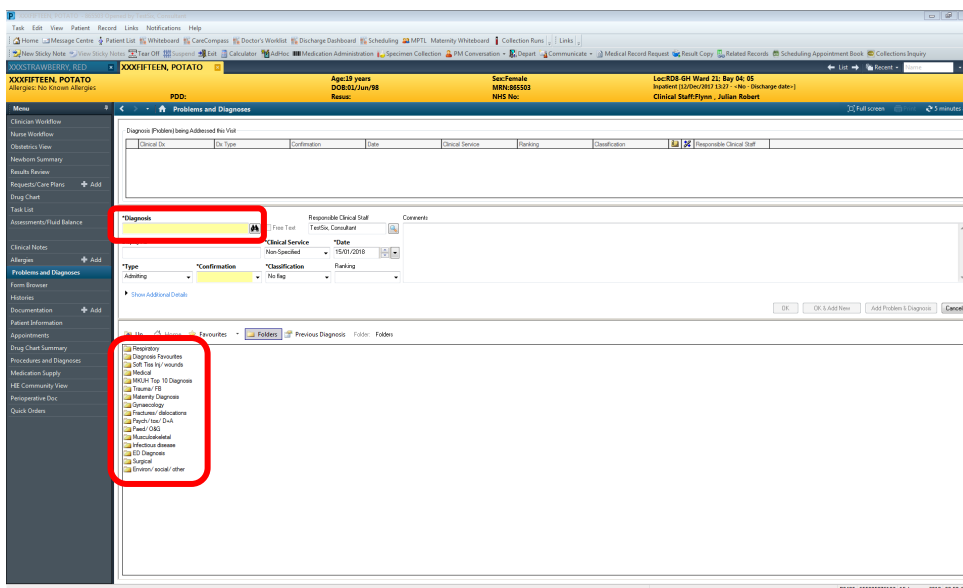 P
Task Edit View Patient Record Links Notifications Help
Home Message Centre Patient List Whiteboard CareCompass Doctor's Worklist Discharge Dashboard Scheduling MPTL Maternity Whiteboard Collection Runs Links
New Sticky Note View Sticky Notes Tear Off Suspend Exit Calculator AdHoc Medication Administration Specimen Collection PM Conversation Depart Communicate Medical Record Request Result Copy Related Records Scheduling Appointment Book Collections Inquiry
XXXSTRAWBERRY, RED XXXFIFTEEN, POTATO List Recent Name
XXXFIFTEEN, POTATO Age:19 years Sex:Female Loc:RD8-GH Ward 21; Bay 04; 05
Allergies: No Known Allergies DOB:01/Jun/98 MRN:865503 Inpatient [12/Dec/2017 13:27 - <No - Discharge date>]
PDD: Resus: NHS No: Clinical Staff:Flynn , Julian Robert
Menu Problems and Diagnoses Full screen Print 5 minutes
Clinician Workflow
Nurse Workflow
Obstetrics View
Newborn Summary
Results Review
Requests/Care Plans + Add
Drug Chart
Task List
Assessments/Fluid Balance
Clinical Notes
Allergies + Add
Problems and Diagnoses
Form Browser
Histories
Documentation + Add
Patient Information
Appointments
Drug Chart Summary
Procedures and Diagnoses
Medication Supply
HIE Community View
Perioperative Doc
Quick Orders
Diagnosis (Problem) being Addressed this Visit
Clinical Dx Dx Type Confirmation Date Clinical Service Ranking Classification Responsible Clinical Staff
*Diagnosis Responsible Clinical Staff Comments
Free Text TestSix, Consultant
*Clinical Service *Date
Non-Specified 15/01/2018
*Type *Confirmation *Classification Ranking
Admitting No flag
Show Additional Details
OK OK & Add New Add Problem & Diagnosis Cancel
Up Home Favourites Folders Previous Diagnosis Folder: Folders
Respiratory
Diagnosis Favourites
Soft Tiss Inj/ wounds
Medical
MKUH Top 10 Diagnosis
Trauma/ FB
Maternity Diagnosis
Gynaecology
Fractures/ dislocations
Psych/ tox/ D+A
Paed/ O&G
Musculoskeletal
Infectious disease
ED Diagnosis
Surgical
Environ/ social/ other